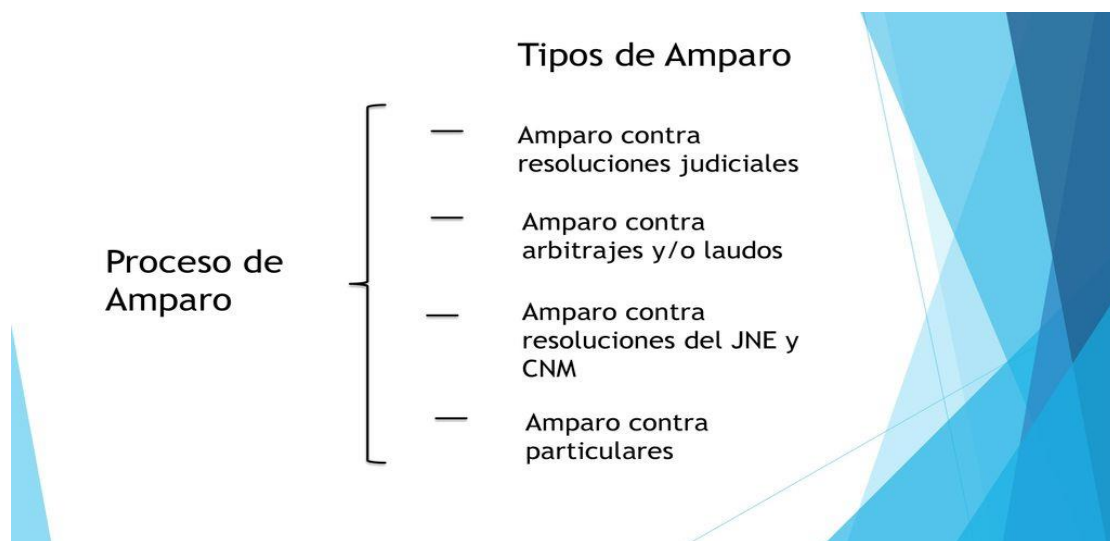 Tipos de Amparo
Amparo contra
resoluciones judiciales
Amparo contra
arbitrajes y/o laudos
Proceso de
Amparo
Amparo contra
resoluciones del JNE y
CNM
Amparo contra
particulares